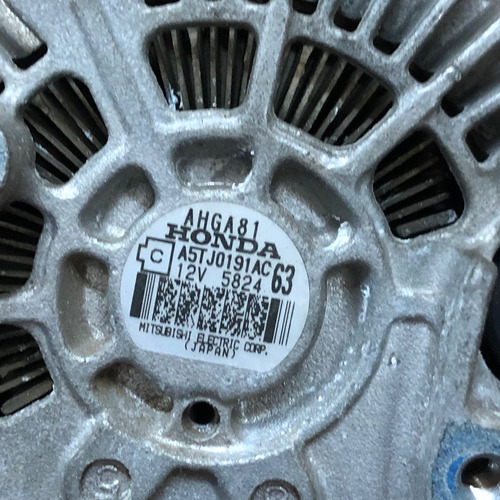 AHGA81
HONDA
C A5TJ0191AC 63
12V 5824
MITSUBISHI ELECTRIC CORP.
(JAPAN)